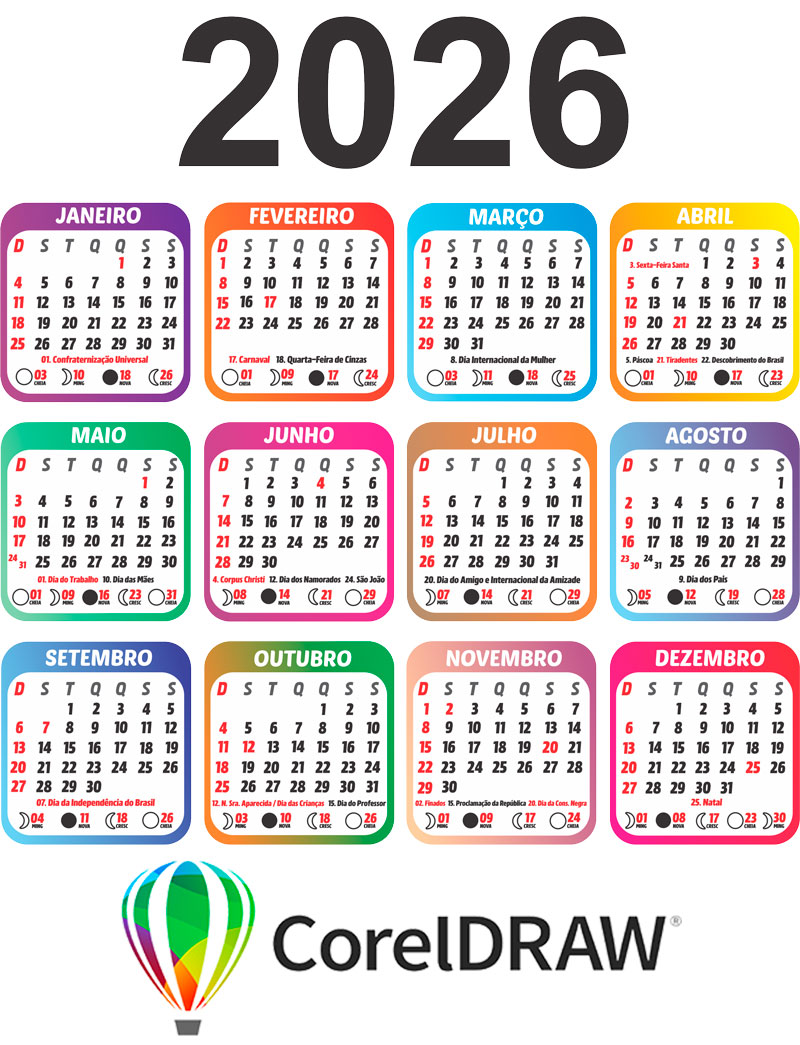 2026
JANEIRO
D S T Q Q S S
1 2 3
4 5 6 7 8 9 10
11 12 13 14 15 16 17
18 19 20 21 22 23 24
25 26 27 28 29 30 31
01. Confraternização Universal
03 CHEIA 10 MING 18 NOVA 26 CRESC
FEVEREIRO
D S T Q Q S S
1 2 3 4 5 6 7
8 9 10 11 12 13 14
15 16 17 18 19 20 21
22 23 24 25 26 27 28
17. Carnaval 18. Quarta-Feira de Cinzas
01 CHEIA 09 MING 17 NOVA 24 CRESC
MARÇO
D S T Q Q S S
1 2 3 4 5 6 7
8 9 10 11 12 13 14
15 16 17 18 19 20 21
22 23 24 25 26 27 28
29 30 31
8. Dia Internacional da Mulher
03 CHEIA 11 MING 18 NOVA 25 CRESC
ABRIL
D S T Q Q S S
3. Sexta-Feira Santa 1 2 3 4
5 6 7 8 9 10 11
12 13 14 15 16 17 18
19 20 21 22 23 24 25
26 27 28 29 30
5. Páscoa 21. Tiradentes 22. Descobrimento do Brasil
01 CHEIA 10 MING 17 NOVA 23 CRESC
MAIO
D S T Q Q S S
1 2
3 4 5 6 7 8 9
10 11 12 13 14 15 16
17 18 19 20 21 22 23
24 31 25 26 27 28 29 30
01. Dia do Trabalho 10. Dia das Mães
01 CHEIA 09 MING 16 NOVA 23 CRESC 31 CHEIA
JUNHO
D S T Q Q S S
1 2 3 4 5 6
7 8 9 10 11 12 13
14 15 16 17 18 19 20
21 22 23 24 25 26 27
28 29 30
4. Corpus Christi 12. Dia dos Namorados 24. São João
08 MING 14 NOVA 21 CRESC 29 CHEIA
JULHO
D S T Q Q S S
1 2 3 4
5 6 7 8 9 10 11
12 13 14 15 16 17 18
19 20 21 22 23 24 25
26 27 28 29 30 31
20. Dia do Amigo e Internacional da Amizade
07 MING 14 NOVA 21 CRESC 29 CHEIA
AGOSTO
D S T Q Q S S
1
2 3 4 5 6 7 8
9 10 11 12 13 14 15
16 17 18 19 20 21 22
23 30 24 31 25 26 27 28 29
9. Dia dos Pais
05 MING 12 NOVA 19 CRESC 28 CHEIA
SETEMBRO
D S T Q Q S S
1 2 3 4 5
6 7 8 9 10 11 12
13 14 15 16 17 18 19
20 21 22 23 24 25 26
27 28 29 30
07. Dia da Independência do Brasil
04 MING 11 NOVA 18 CRESC 26 CHEIA
OUTUBRO
D S T Q Q S S
1 2 3
4 5 6 7 8 9 10
11 12 13 14 15 16 17
18 19 20 21 22 23 24
25 26 27 28 29 30 31
12. N. Sra. Aparecida / Dia das Crianças 15. Dia do Professor
03 MING 10 NOVA 18 CRESC 26 CHEIA
NOVEMBRO
D S T Q Q S S
1 2 3 4 5 6 7
8 9 10 11 12 13 14
15 16 17 18 19 20 21
22 23 24 25 26 27 28
29 30
02. Finados 15. Proclamação da República 20. Dia da Cons. Negra
01 MING 09 NOVA 17 CRESC 24 CHEIA
DEZEMBRO
D S T Q Q S S
1 2 3 4 5
6 7 8 9 10 11 12
13 14 15 16 17 18 19
20 21 22 23 24 25 26
27 28 29 30 31
25. Natal
01 MING 08 NOVA 17 CRESC 23 CHEIA 30 MING
CorelDRAW®